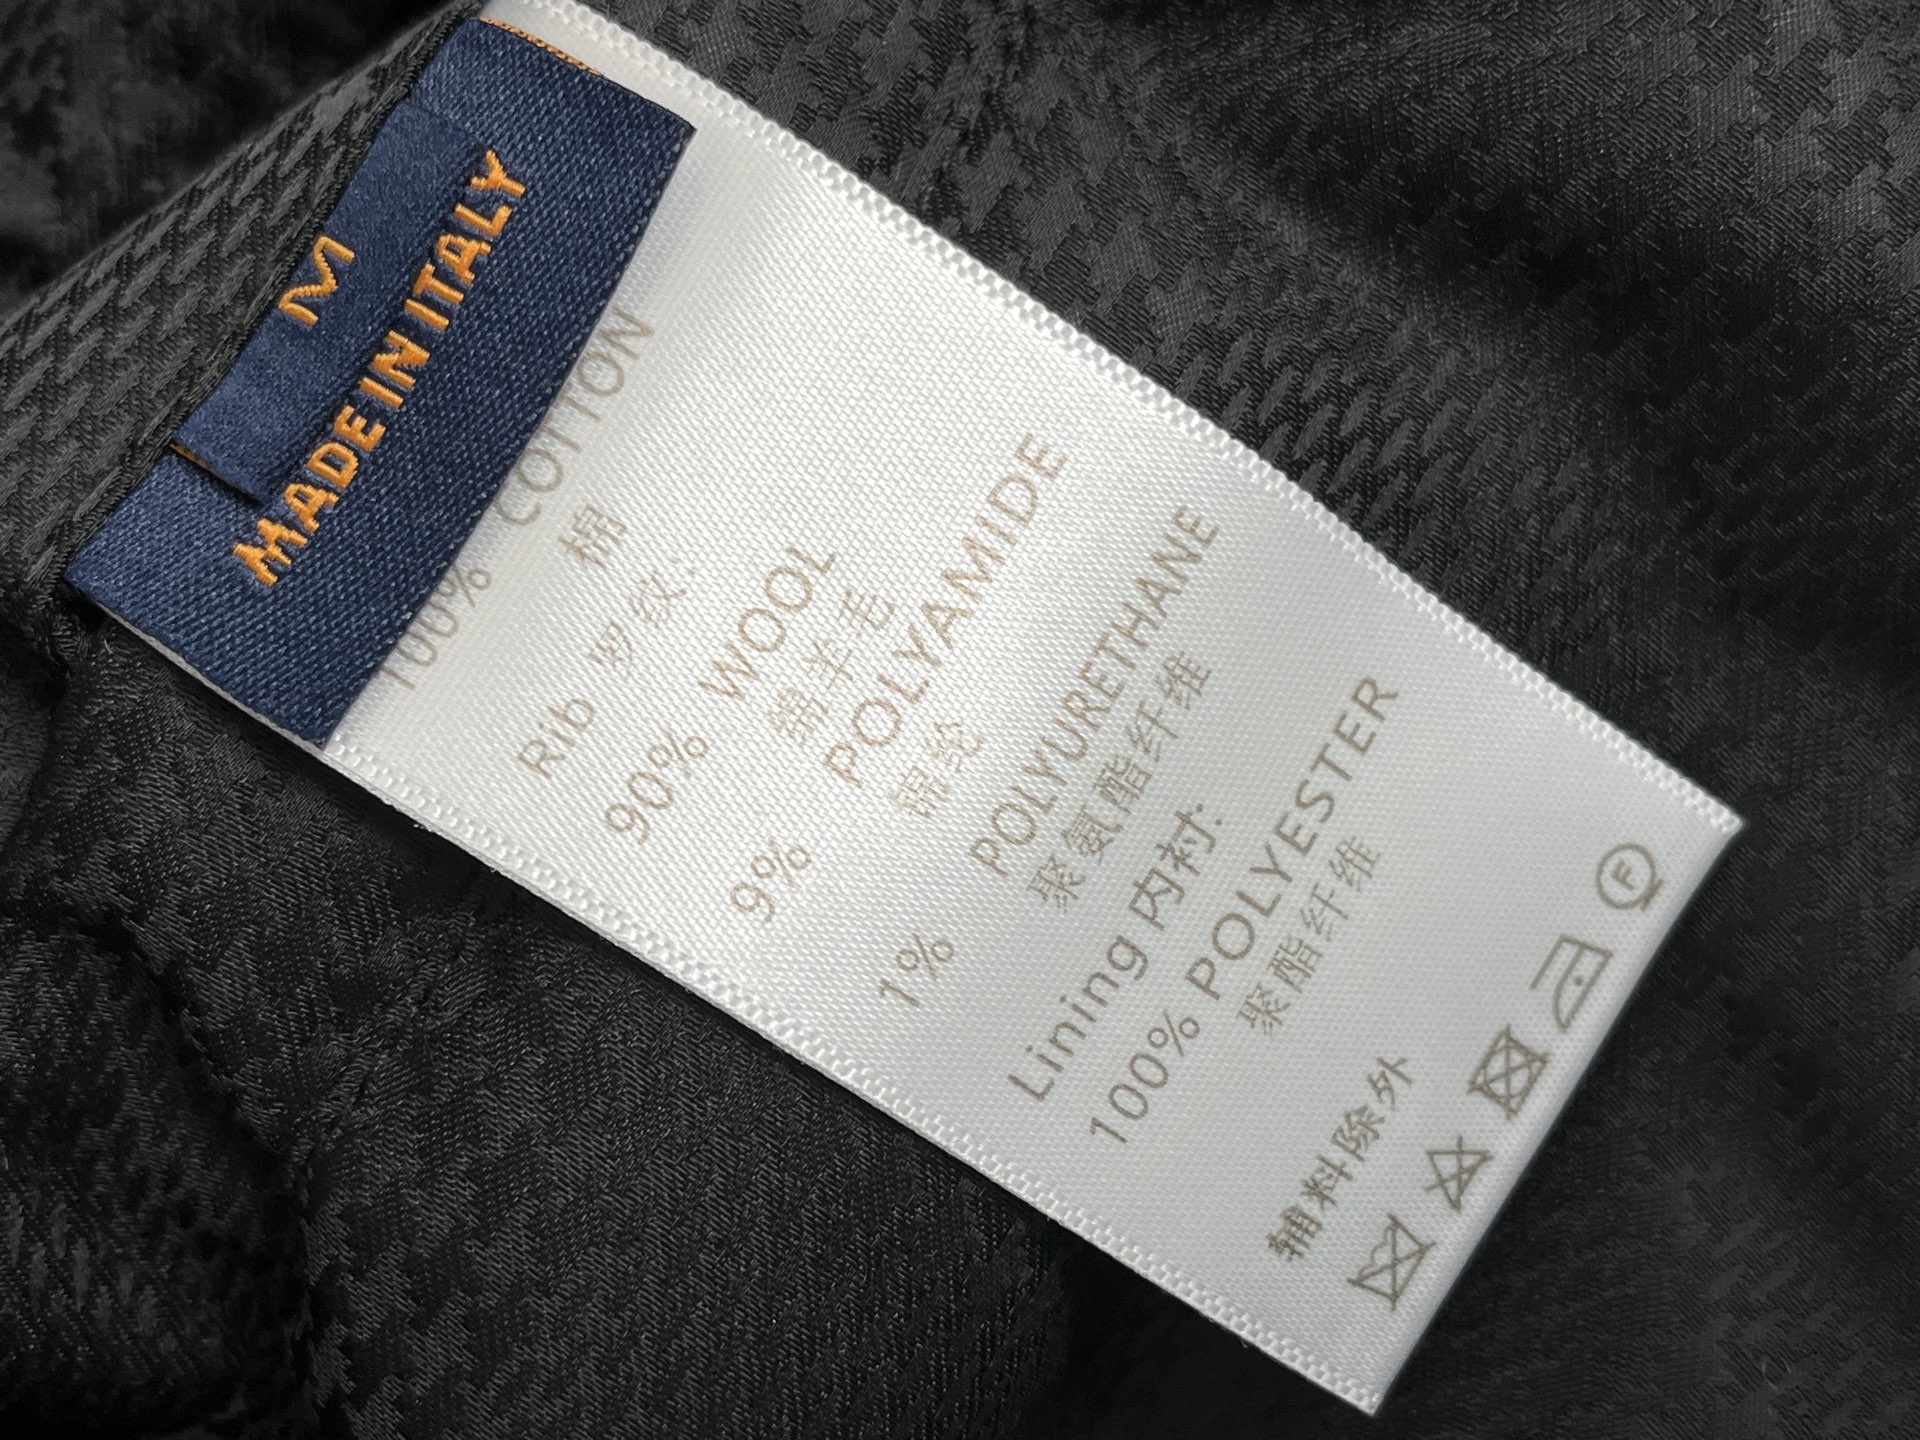 M
MADE IN ITALY
100% COTTON
棉
Rib 罗纹:
90% WOOL
绵羊毛
9% POLYAMIDE
锦纶
1% POLYURETHANE
聚氨酯纤维
Lining 内衬:
100% POLYESTER
聚酯纤维
辅料除外
F